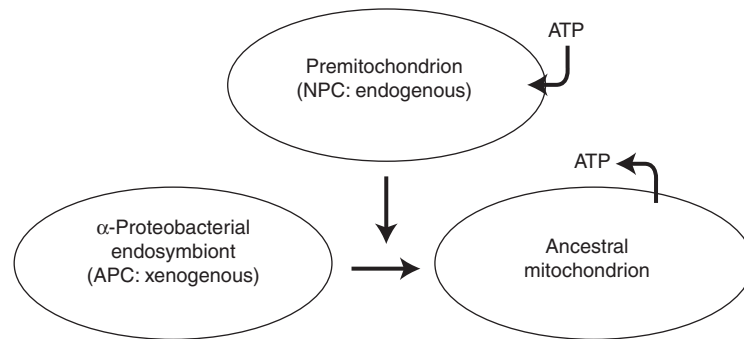 ATP
Premitochondrion
(NPC: endogenous)
ATP
α-Proteobacterial
endosymbiont
(APC: xenogenous)
Ancestral
mitochondrion